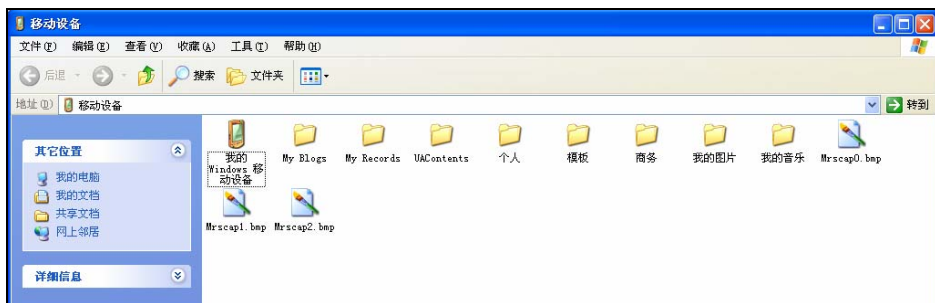 移动设备
文件(F) 编辑(E) 查看(V) 收藏(A) 工具(T) 帮助(H)
后退 搜索 文件夹
地址(D) 移动设备 转到
其它位置
我的电脑
我的文档
共享文档
网上邻居
详细信息
我的
Windows 移
动设备
My Blogs
My Records
UAContents
个人
模板
商务
我的图片
我的音乐
Mrscap0.bmp
Mrscap1.bmp
Mrscap2.bmp